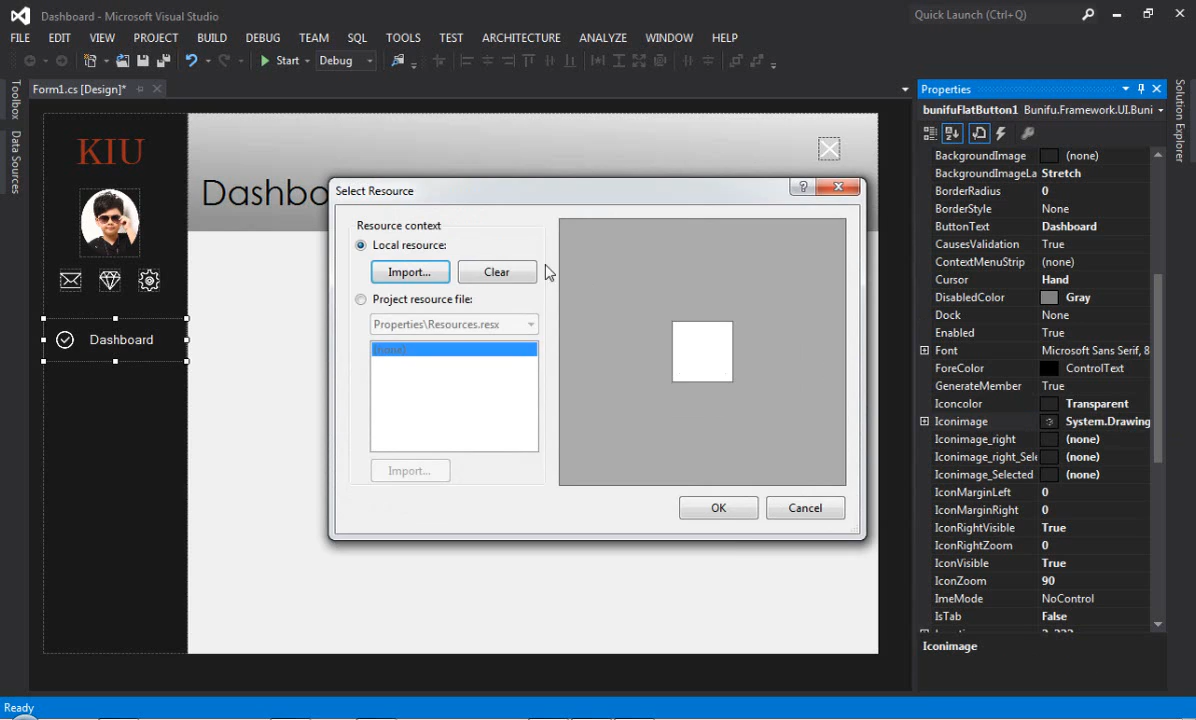 Dashboard - Microsoft Visual Studio
Quick Launch (Ctrl+Q)
FILE EDIT VIEW PROJECT BUILD DEBUG TEAM SQL TOOLS TEST ARCHITECTURE ANALYZE WINDOW HELP
Start Debug
Form1.cs [Design]*
Toolbox
Data Sources
KIU
Dashbo
Dashboard
Select Resource
Resource context
Local resource:
Import...
Clear
Project resource file:
Properties\Resources.resx
(none)
Import...
OK
Cancel
Properties
bunifuFlatButton1 Bunifu.Framework.UI.Buni
BackgroundImage (none)
BackgroundImageLa Stretch
BorderRadius 0
BorderStyle None
ButtonText Dashboard
CausesValidation True
ContextMenuStrip (none)
Cursor Hand
DisabledColor Gray
Dock None
Enabled True
Font Microsoft Sans Serif, 8
ForeColor ControlText
GenerateMember True
Iconcolor Transparent
Iconimage System.Drawing
Iconimage_right (none)
Iconimage_right_Sele (none)
Iconimage_Selected (none)
IconMarginLeft 0
IconMarginRight 0
IconRightVisible True
IconRightZoom 0
IconVisible True
IconZoom 90
ImeMode NoControl
IsTab False
Iconimage
Solution Explorer
Ready